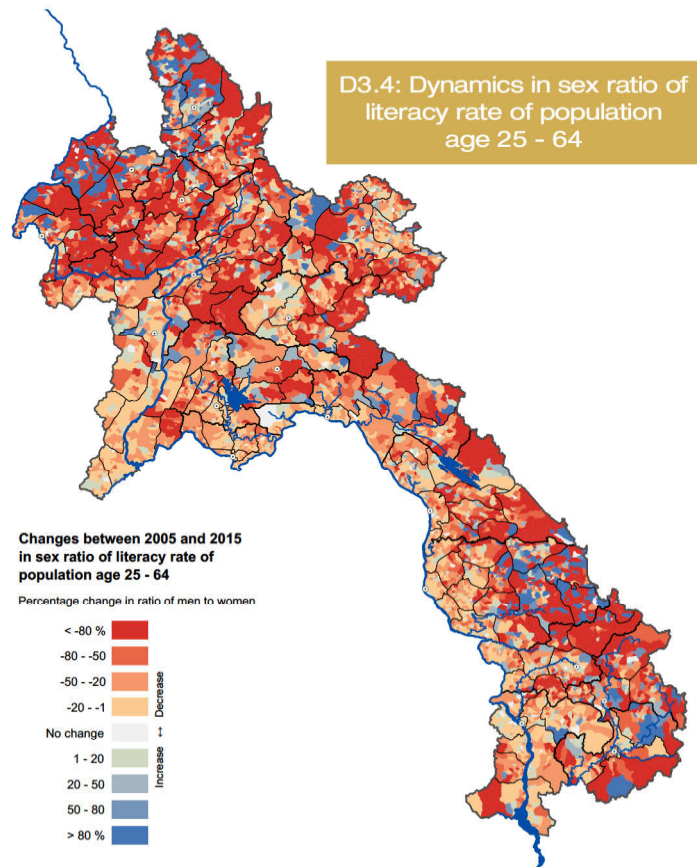 D3.4: Dynamics in sex ratio of
literacy rate of population
age 25 - 64
Changes between 2005 and 2015
in sex ratio of literacy rate of
population age 25 - 64
Percentage change in ratio of men to women
< -80 %
-80 - -50
-50 - -20
-20 - -1
No change
1 - 20
20 - 50
50 - 80
> 80 %
Decrease
↔
Increase